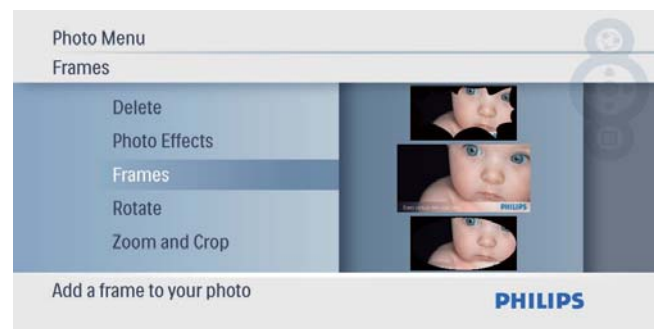 Photo Menu
Frames
Delete
Photo Effects
Frames
Rotate
Zoom and Crop
PHILIPS
Add a frame to your photo
PHILIPS